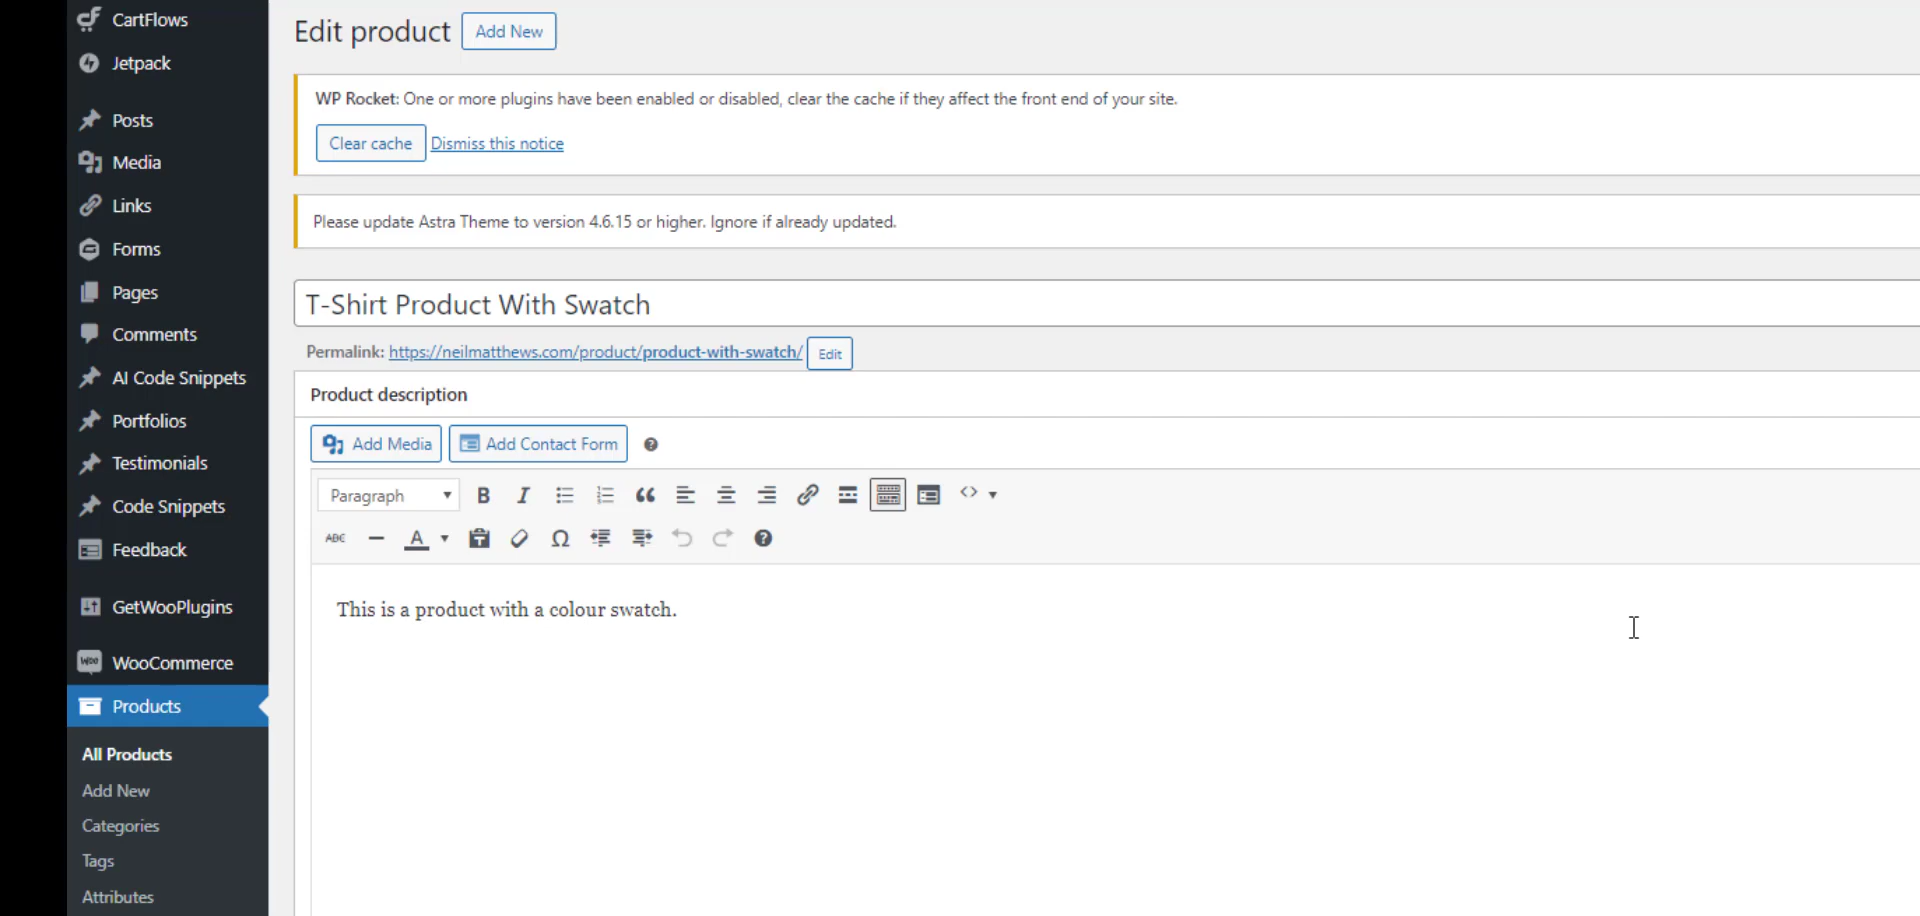 CartFlows
Jetpack
Posts
Media
Links
Forms
Pages
Comments
AI Code Snippets
Portfolios
Testimonials
Code Snippets
Feedback
GetWooPlugins
WooCommerce
Products
All Products
Add New
Categories
Tags
Attributes
Edit product Add New
WP Rocket: One or more plugins have been enabled or disabled, clear the cache if they affect the front end of your site.
Clear cache Dismiss this notice
Please update Astra Theme to version 4.6.15 or higher. Ignore if already updated.
T-Shirt Product With Swatch
Permalink: https://neilmatthews.com/product/product-with-swatch/ Edit
Product description
Add Media Add Contact Form
Paragraph B I
ABC A Ω
This is a product with a colour swatch.